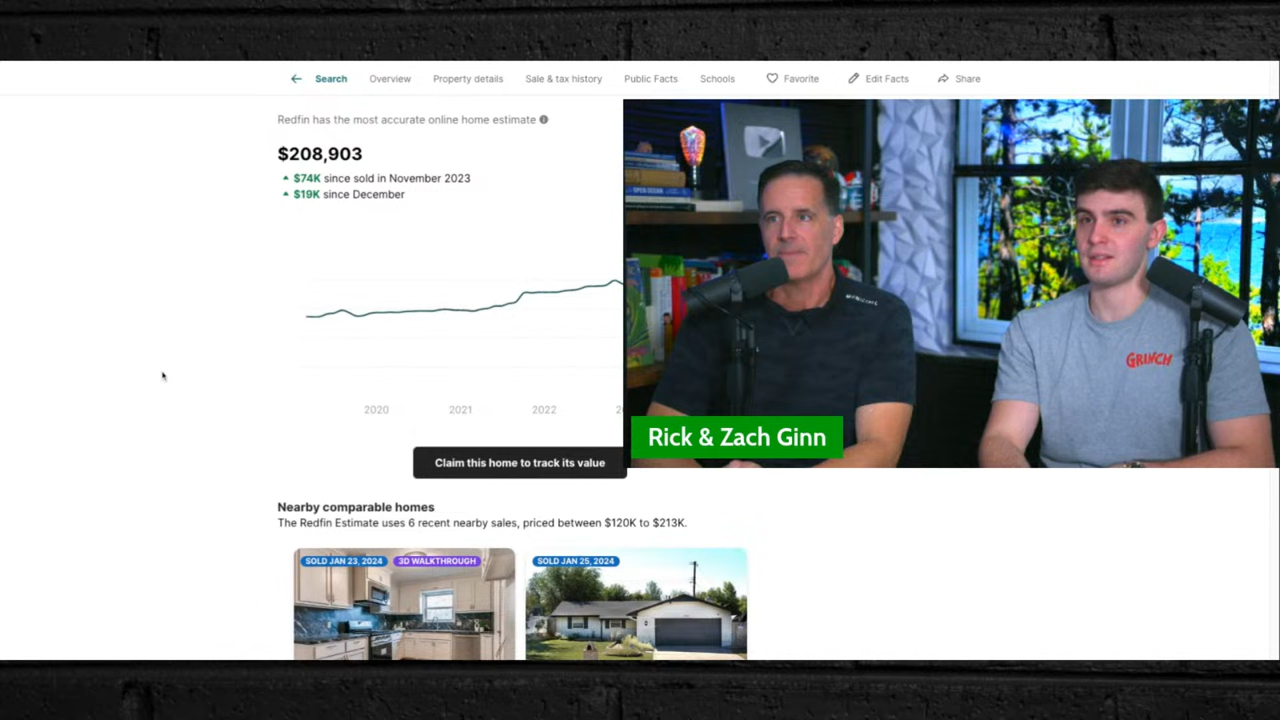 Search
Overview
Property details
Sale & tax history
Public Facts
Schools
Favorite
Edit Facts
Share
Redfin has the most accurate online home estimate
$208,903
$74K since sold in November 2023
$19K since December
2020
2021
2022
Claim this home to track its value
Nearby comparable homes
The Redfin Estimate uses 6 recent nearby sales, priced between $120K to $213K.
SOLD JAN 23, 2024
3D WALKTHROUGH
SOLD JAN 25, 2024
GRINCH
Rick & Zach Ginn